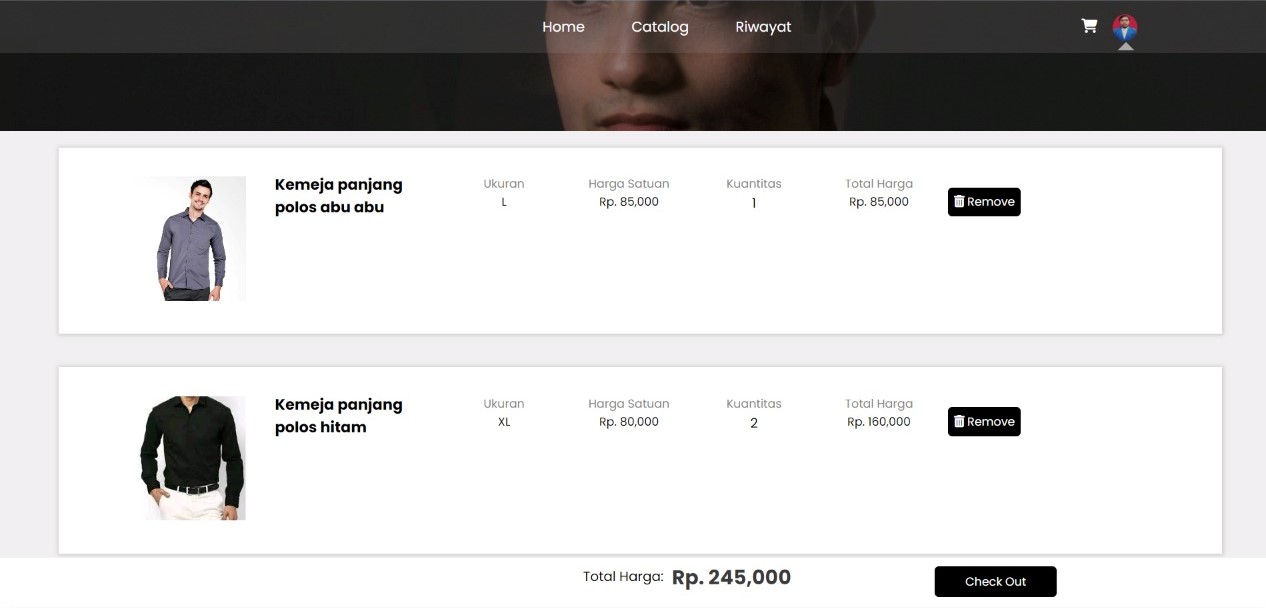 Home Catalog Riwayat
Kemeja panjang
polos abu abu
Ukuran Harga Satuan Kuantitas Total Harga
L Rp. 85,000 1 Rp. 85,000
Remove
Kemeja panjang
polos hitam
Ukuran Harga Satuan Kuantitas Total Harga
XL Rp. 80,000 2 Rp. 160,000
Remove
Total Harga: Rp. 245,000
Check Out